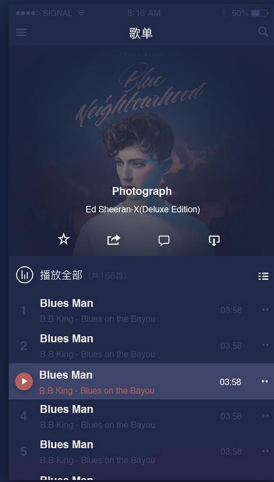 SIGNAL 8:16 AM 50%
歌单
Blue
Neighbourhood
Photograph
Ed Sheeran-X(Deluxe Edition)
播放全部 (共156首)
1 Blues Man 03:58
B.B King - Blues on the Bayou
2 Blues Man 03:58
B.B King - Blues on the Bayou
Blues Man 03:58
B.B King - Blues on the Bayou
4 Blues Man 03:58
B.B King - Blues on the Bayou
5 Blues Man 03:58
B.B King - Blues on the Bayou
Blues Man